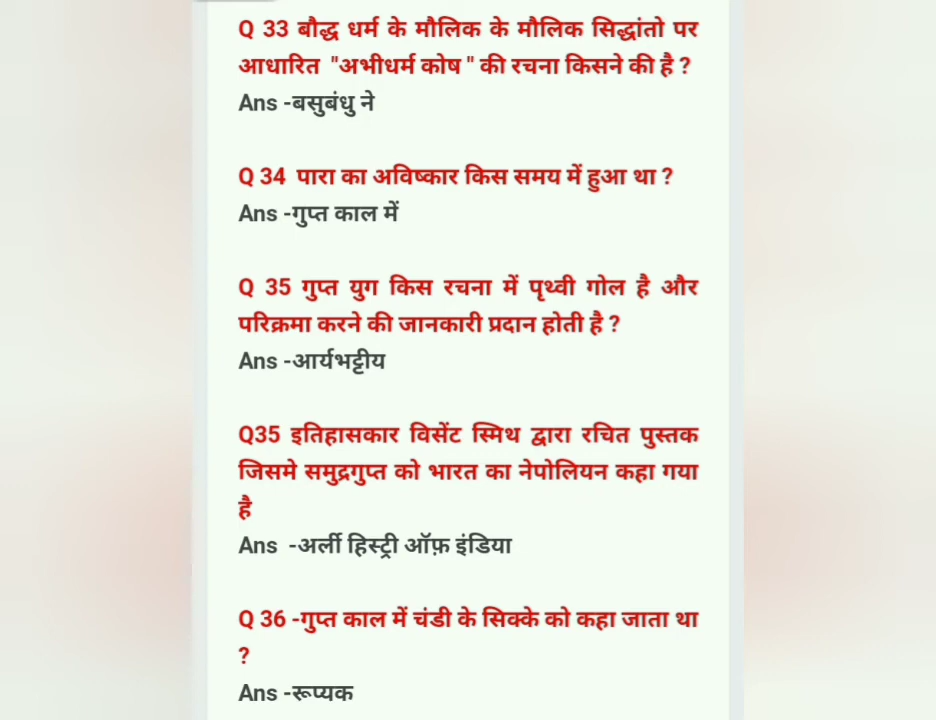 Q 33 बौद्ध धर्म के मौलिक के मौलिक सिद्धांतो पर
आधारित "अभीधर्म कोष " की रचना किसने की है ?
Ans -बसुबंधु ने
Q 34 पारा का अविष्कार किस समय में हुआ था ?
Ans -गुप्त काल में
Q 35 गुप्त युग किस रचना में पृथ्वी गोल है और
परिक्रमा करने की जानकारी प्रदान होती है ?
Ans -आर्यभट्टीय
Q35 इतिहासकार विसेंट स्मिथ द्वारा रचित पुस्तक
जिसमे समुद्रगुप्त को भारत का नेपोलियन कहा गया
है
Ans -अर्ली हिस्ट्री ऑफ़ इंडिया
Q 36 -गुप्त काल में चंडी के सिक्के को कहा जाता था
?
Ans -रूप्यक